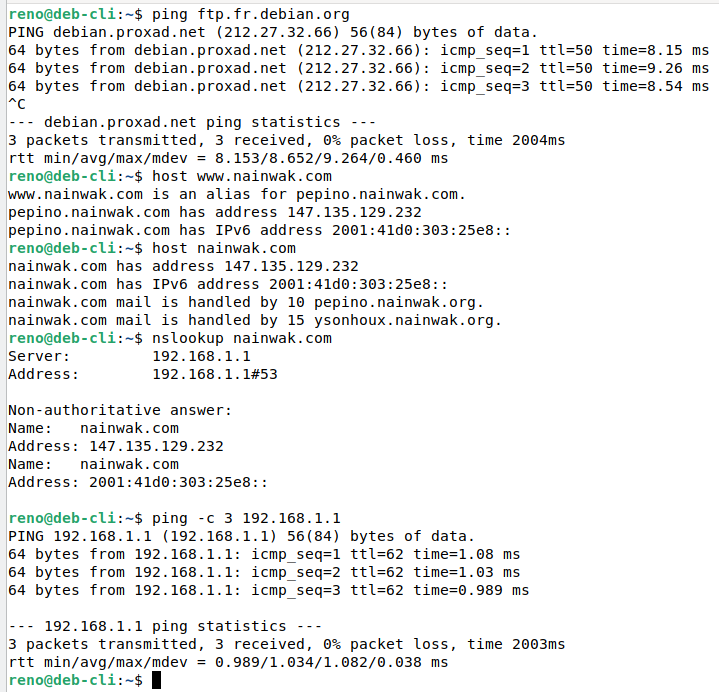 reno@deb-cli:~$ ping ftp.fr.debian.org
PING debian.proxad.net (212.27.32.66) 56(84) bytes of data.
64 bytes from debian.proxad.net (212.27.32.66): icmp_seq=1 ttl=50 time=8.15 ms
64 bytes from debian.proxad.net (212.27.32.66): icmp_seq=2 ttl=50 time=9.26 ms
64 bytes from debian.proxad.net (212.27.32.66): icmp_seq=3 ttl=50 time=8.54 ms
^C
--- debian.proxad.net ping statistics ---
3 packets transmitted, 3 received, 0% packet loss, time 2004ms
rtt min/avg/max/mdev = 8.153/8.652/9.264/0.460 ms
reno@deb-cli:~$ host www.nainwak.com
www.nainwak.com is an alias for pepino.nainwak.com.
pepino.nainwak.com has address 147.135.129.232
pepino.nainwak.com has IPv6 address 2001:41d0:303:25e8::
reno@deb-cli:~$ host nainwak.com
nainwak.com has address 147.135.129.232
nainwak.com has IPv6 address 2001:41d0:303:25e8::
nainwak.com mail is handled by 10 pepino.nainwak.org.
nainwak.com mail is handled by 15 ysonhoux.nainwak.org.
reno@deb-cli:~$ nslookup nainwak.com
Server:         192.168.1.1
Address:        192.168.1.1#53

Non-authoritative answer:
Name:   nainwak.com
Address: 147.135.129.232
Name:   nainwak.com
Address: 2001:41d0:303:25e8::

reno@deb-cli:~$ ping -c 3 192.168.1.1
PING 192.168.1.1 (192.168.1.1) 56(84) bytes of data.
64 bytes from 192.168.1.1: icmp_seq=1 ttl=62 time=1.08 ms
64 bytes from 192.168.1.1: icmp_seq=2 ttl=62 time=1.03 ms
64 bytes from 192.168.1.1: icmp_seq=3 ttl=62 time=0.989 ms

--- 192.168.1.1 ping statistics ---
3 packets transmitted, 3 received, 0% packet loss, time 2003ms
rtt min/avg/max/mdev = 0.989/1.034/1.082/0.038 ms
reno@deb-cli:~$